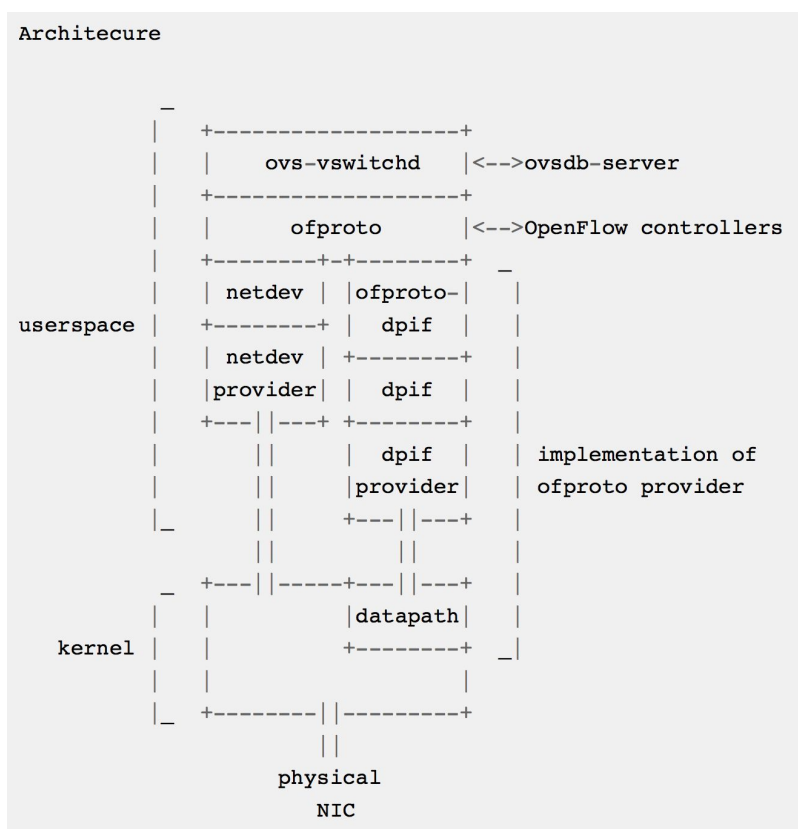 Architecure
_
| +-------------------+
| | ovs-vswitchd |<-->ovsdb-server
| +-------------------+
| | ofproto |<-->OpenFlow controllers
| +--------+-+--------+ _
| | netdev | |ofproto-| |
userspace | +--------+ | dpif | |
| | netdev | +--------+ |
| |provider| | dpif | |
| +---||---+ +--------+ |
| || | dpif | | implementation of
| || |provider| | ofproto provider
|_ || +---||---+ |
|| || |
_ +---||-----+---||---+ |
| | |datapath| |
kernel | | +--------+ _|
| | |
|_ +--------||---------+
||
physical
NIC